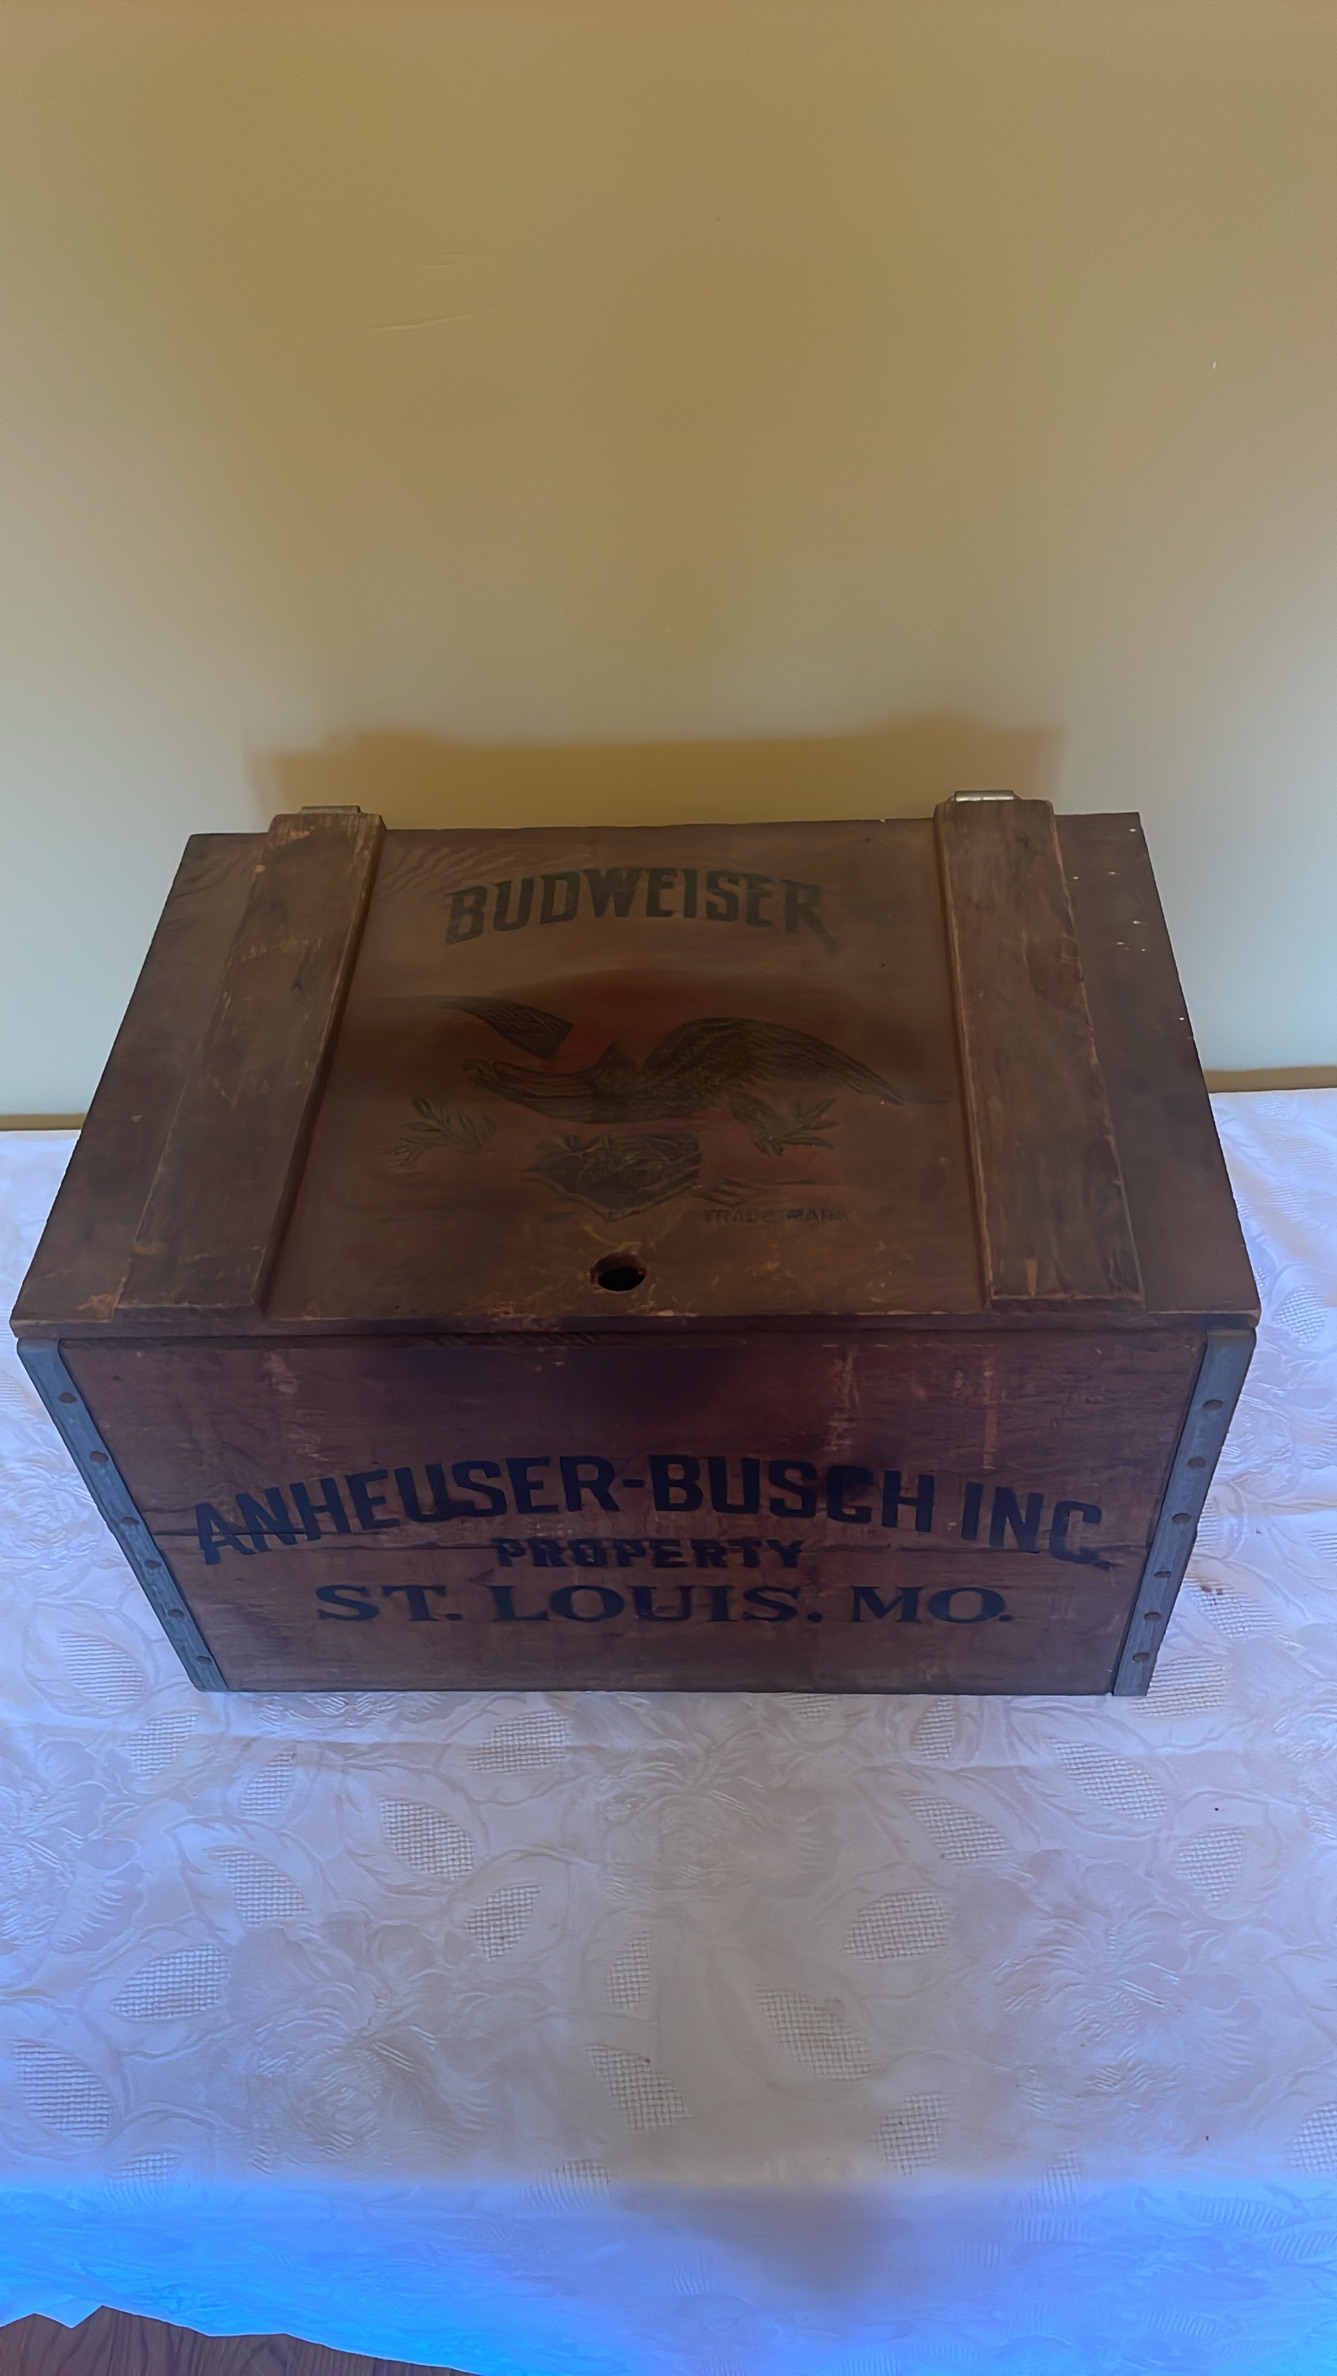 BUDWEISER
TRADE MARK
ANHEUSER-BUSCH INC.
PROPERTY
ST. LOUIS. MO.